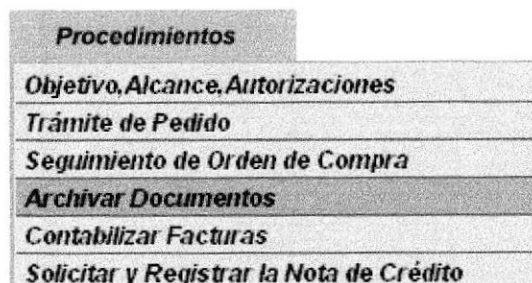 Procedimientos
Objetivo,Alcance,Autorizaciones
Trámite de Pedido
Seguimiento de Orden de Compra
Archivar Documentos
Contabilizar Facturas
Solicitar y Registrar la Nota de Crédito